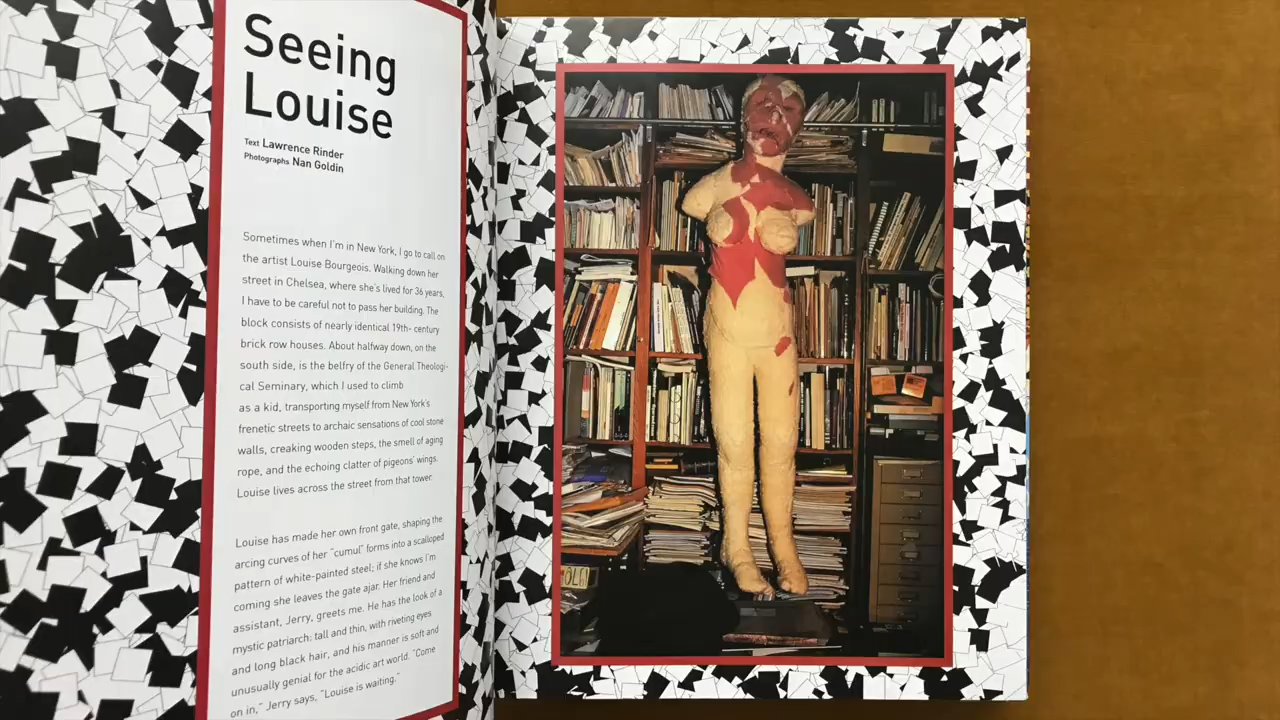 Seeing
Louise
Text Lawrence Rinder
Photographs Nan Goldin
Sometimes when I'm in New York, I go to call on
the artist Louise Bourgeois. Walking down her
street in Chelsea, where she's lived for 36 years,
I have to be careful not to pass her building. The
block consists of nearly identical 19th- century
brick row houses. About halfway down, on the
south side, is the belfry of the General Theologi-
cal Seminary, which I used to climb
as a kid, transporting myself from New York's
frenetic streets to archaic sensations of cool stone
walls, creaking wooden steps, the smell of aging
rope, and the echoing clatter of pigeons' wings.
Louise lives across the street from that tower.
Louise has made her own front gate, shaping the
arcing curves of her "cumul" forms into a scalloped
pattern of white-painted steel; if she knows I'm
coming she leaves the gate ajar. Her friend and
assistant, Jerry, greets me. He has the look of a
mystic patriarch: tall and thin, with riveting eyes
and long black hair, and his manner is soft and
unusually genial for the acidic art world. "Come
on in," Jerry says, "Louise is waiting."